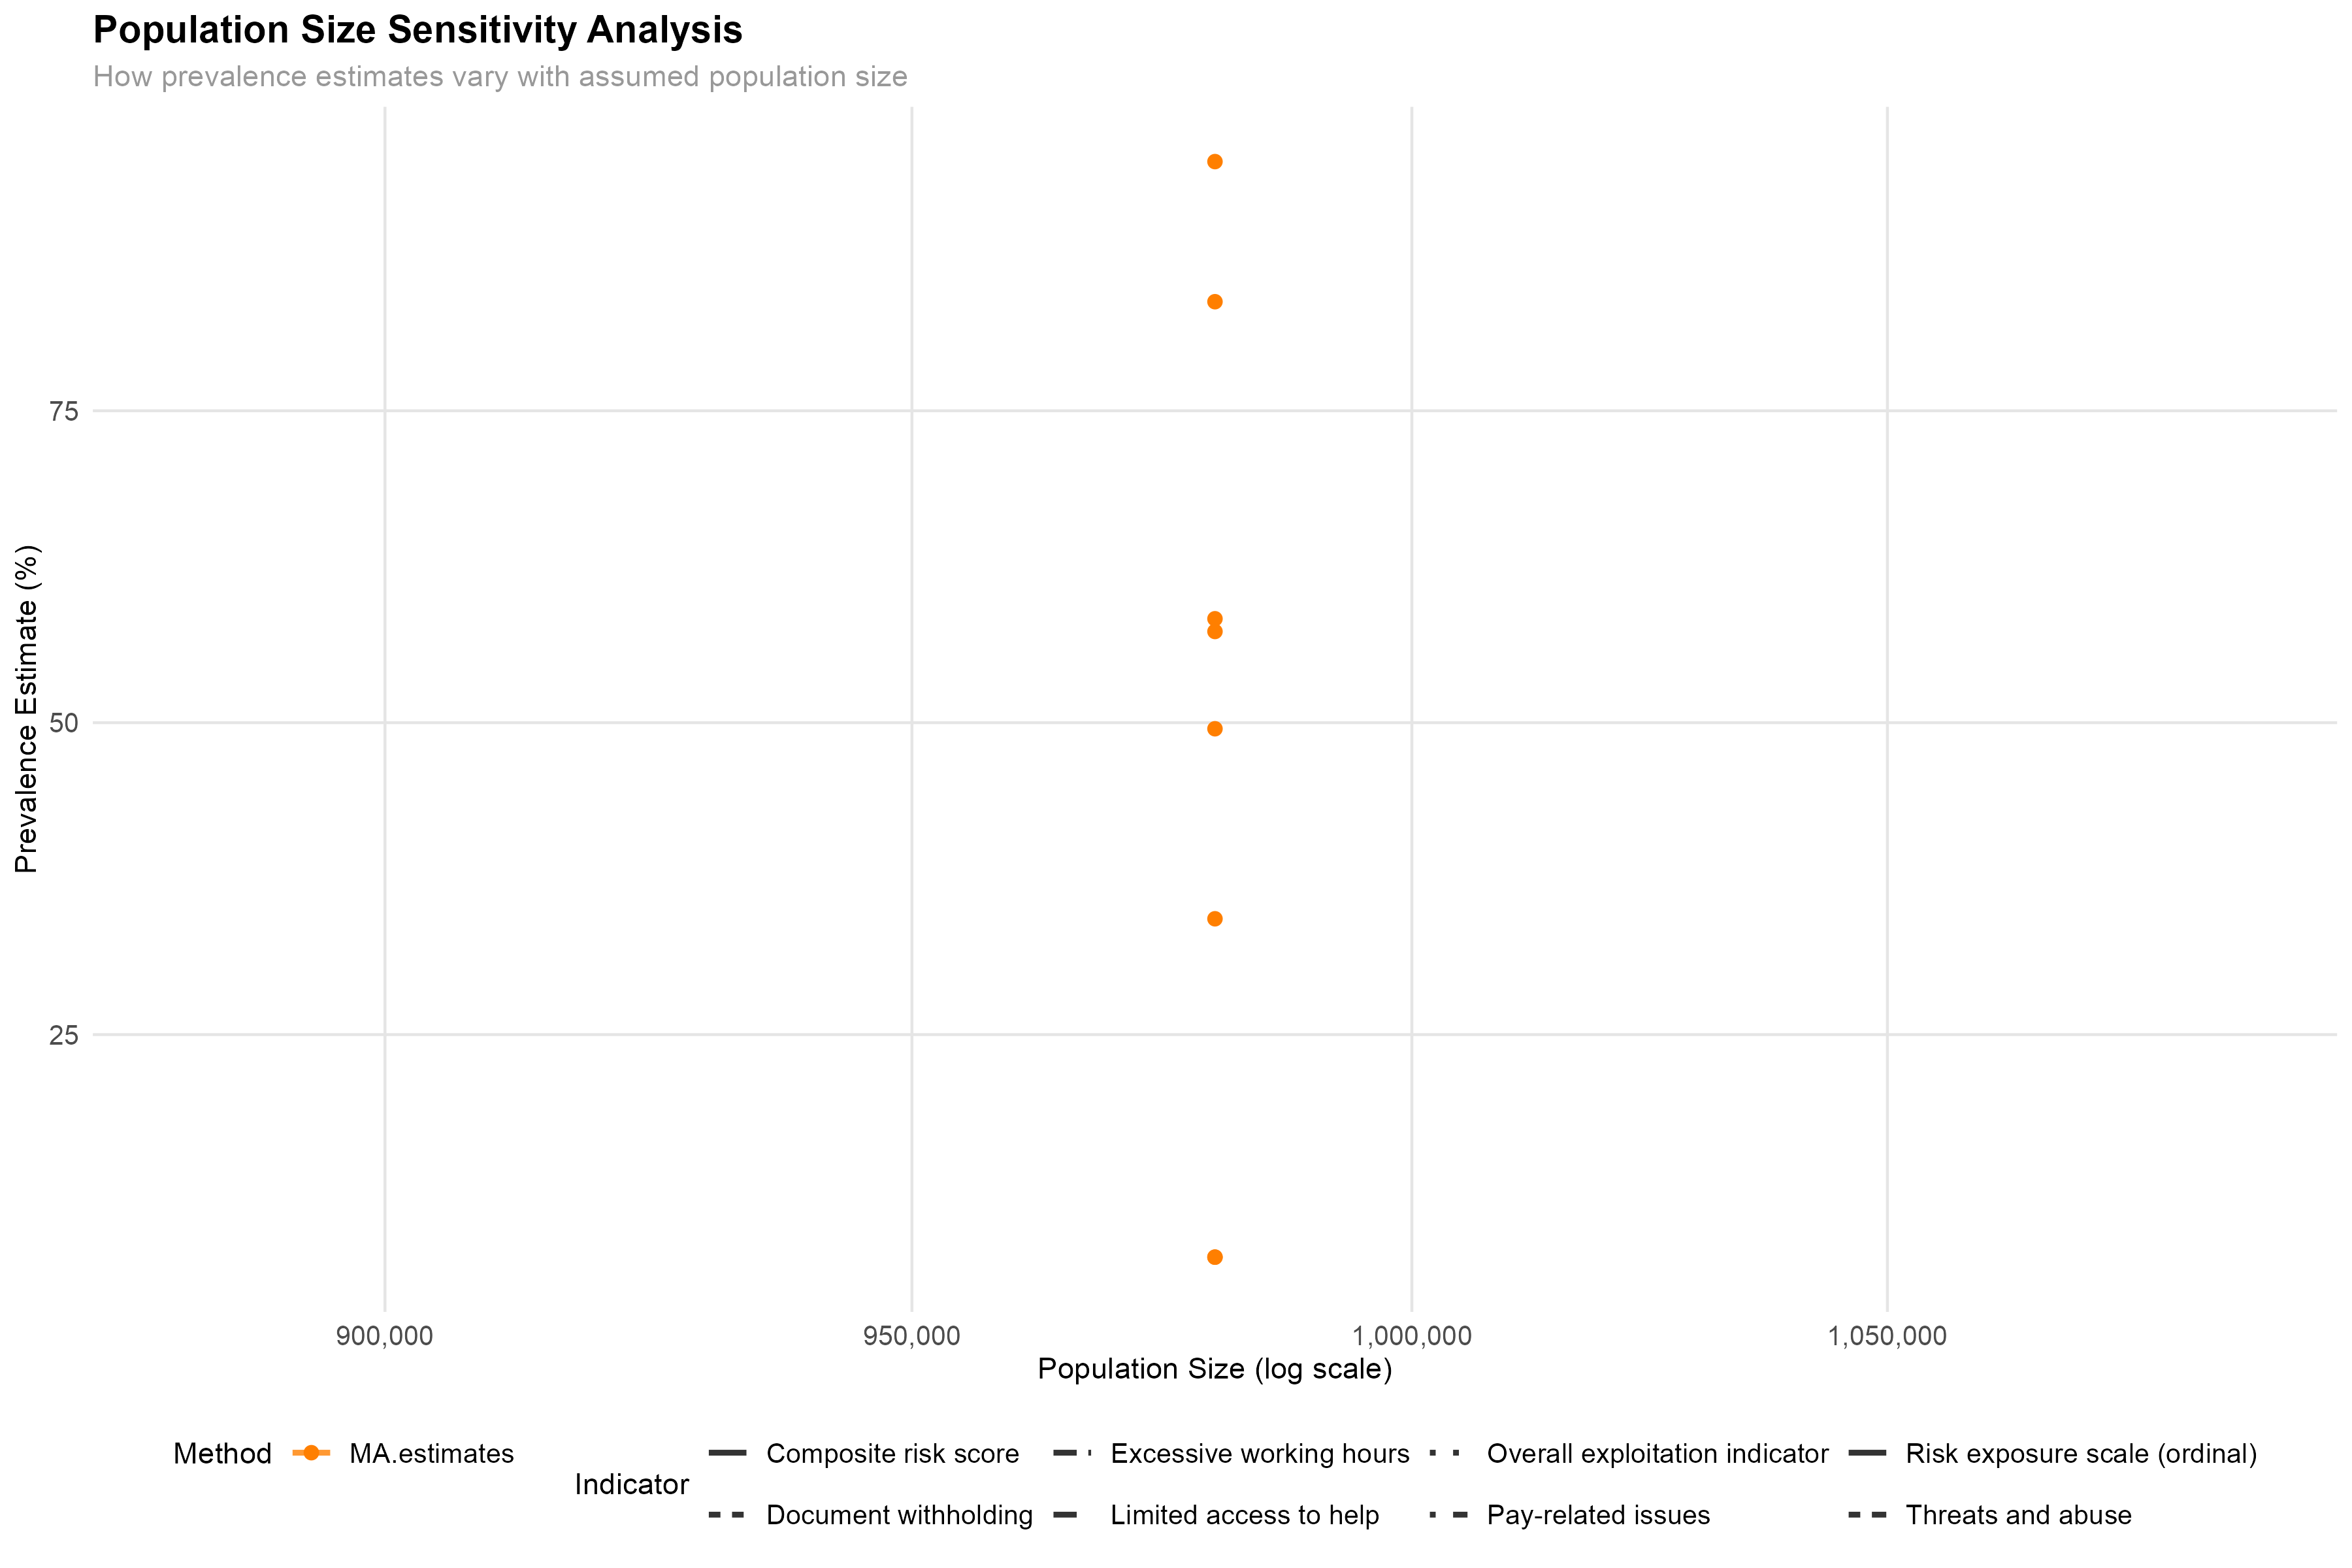 Population Size Sensitivity Analysis
How prevalence estimates vary with assumed population size
Prevalence Estimate (%)
75
50
25
900,000
950,000
1,000,000
1,050,000
Population Size (log scale)
Method
MA.estimates
Indicator
Composite risk score
Excessive working hours
Overall exploitation indicator
Risk exposure scale (ordinal)
Document withholding
Limited access to help
Pay-related issues
Threats and abuse